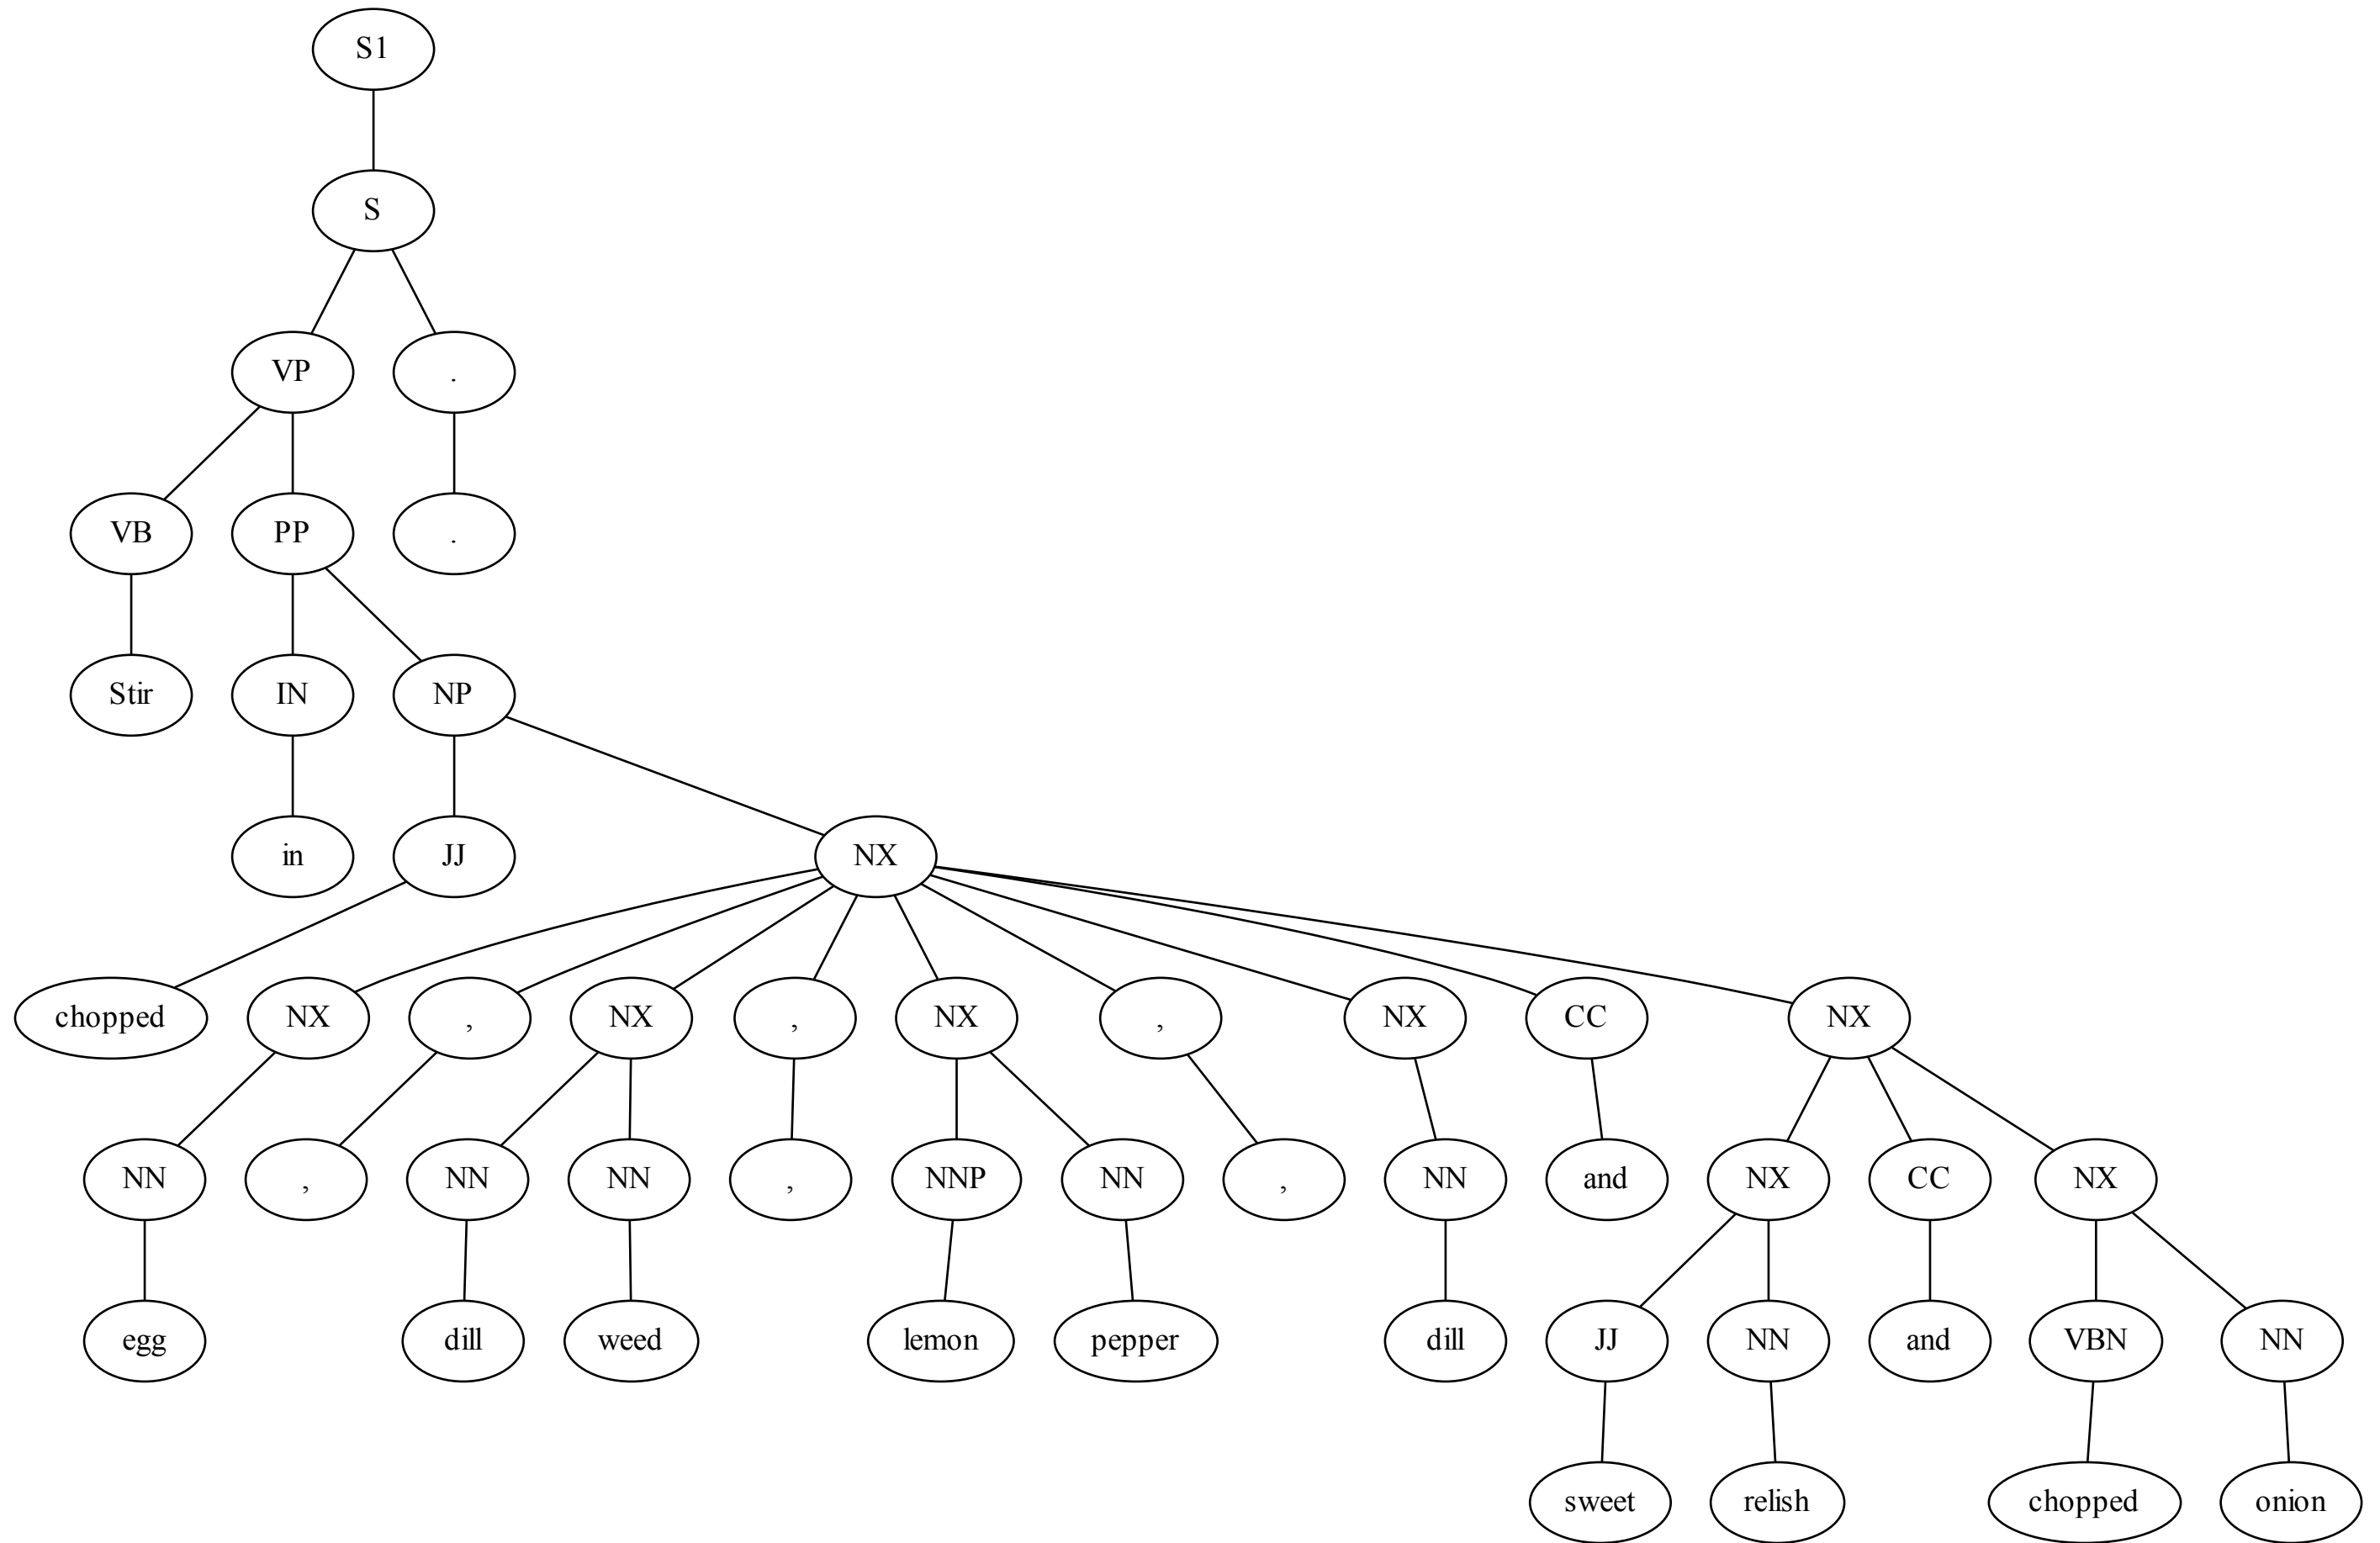 S1
S
VP .
VB PP .
Stir IN NP
in JJ NX
chopped NX , NX , NX , NX CC NX
NN , NN NN , NNP NN , NN and NX CC NX
egg dill weed lemon pepper dill JJ NN and VBN NN
sweet relish chopped onion